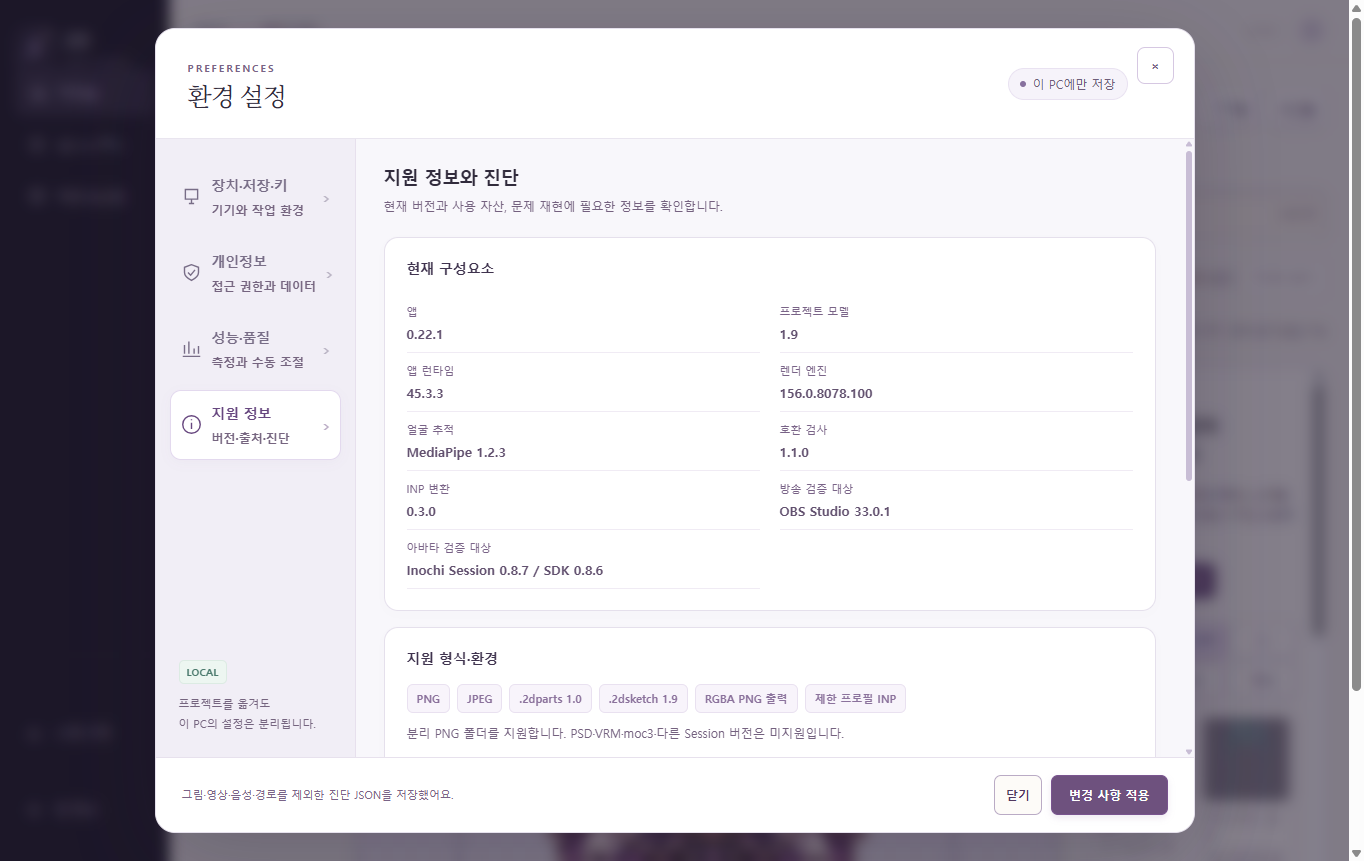 PREFERENCES
환경 설정
이 PC에만 저장
×
장치·저장·키
기기와 작업 환경
개인정보
접근 권한과 데이터
성능·품질
측정과 수동 조절
지원 정보
버전·출처·진단
LOCAL
프로젝트를 옮겨도
이 PC의 설정은 분리됩니다.
지원 정보와 진단
현재 버전과 사용 자산, 문제 재현에 필요한 정보를 확인합니다.
현재 구성요소
앱
0.22.1
프로젝트 모델
1.9
앱 런타임
45.3.3
렌더 엔진
156.0.8078.100
얼굴 추적
MediaPipe 1.2.3
호환 검사
1.1.0
INP 변환
0.3.0
방송 검증 대상
OBS Studio 33.0.1
아바타 검증 대상
Inochi Session 0.8.7 / SDK 0.8.6
지원 형식·환경
PNG JPEG .2dparts 1.0 .2dsketch 1.9 RGBA PNG 출력 제한 프로필 INP
분리 PNG 폴더를 지원합니다. PSD·VRM·moc3·다른 Session 버전은 미지원입니다.
그림·영상·음성·경로를 제외한 진단 JSON을 저장했어요.
닫기
변경 사항 적용